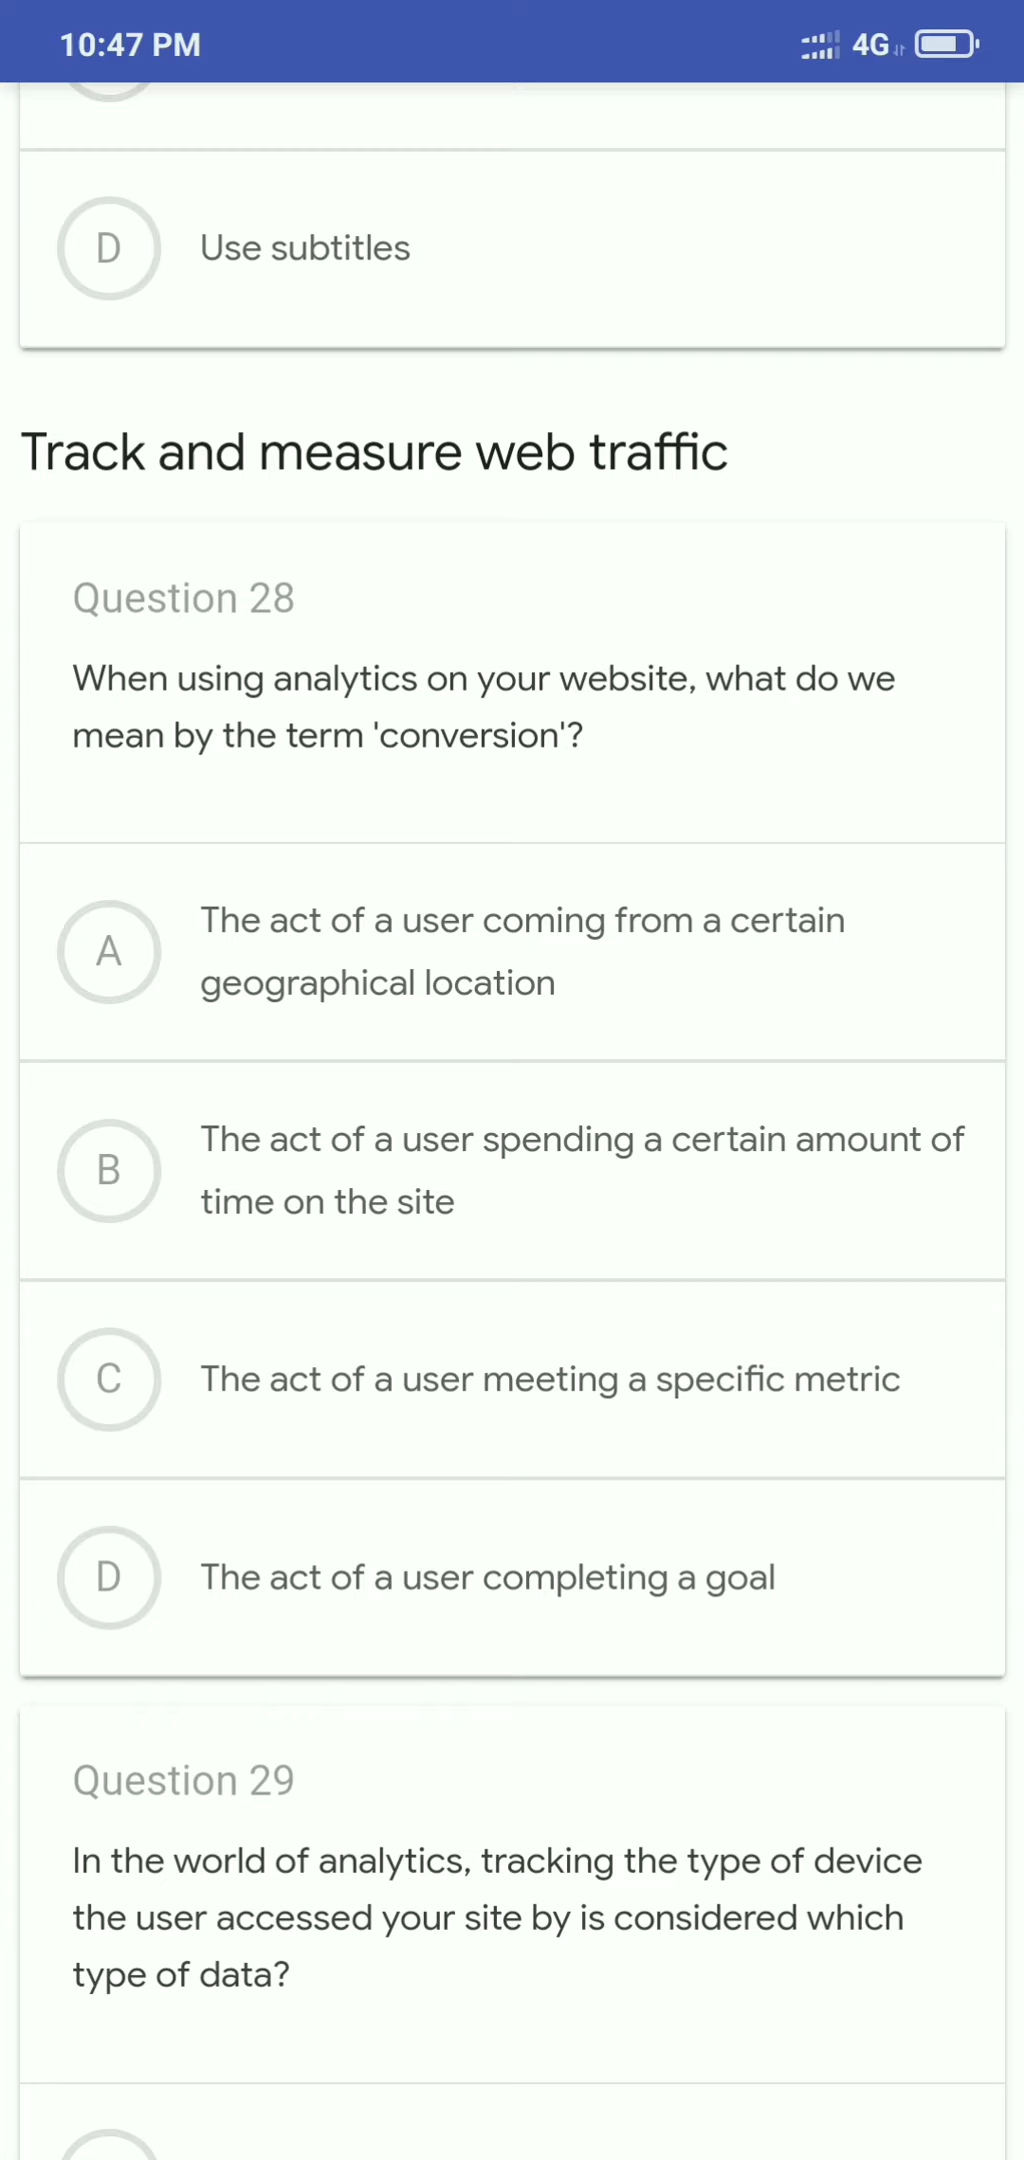 10:47 PM
4G
D
Use subtitles
Track and measure web traffic
Question 28
When using analytics on your website, what do we
mean by the term 'conversion'?
A
The act of a user coming from a certain
geographical location
B
The act of a user spending a certain amount of
time on the site
C
The act of a user meeting a specific metric
D
The act of a user completing a goal
Question 29
In the world of analytics, tracking the type of device
the user accessed your site by is considered which
type of data?